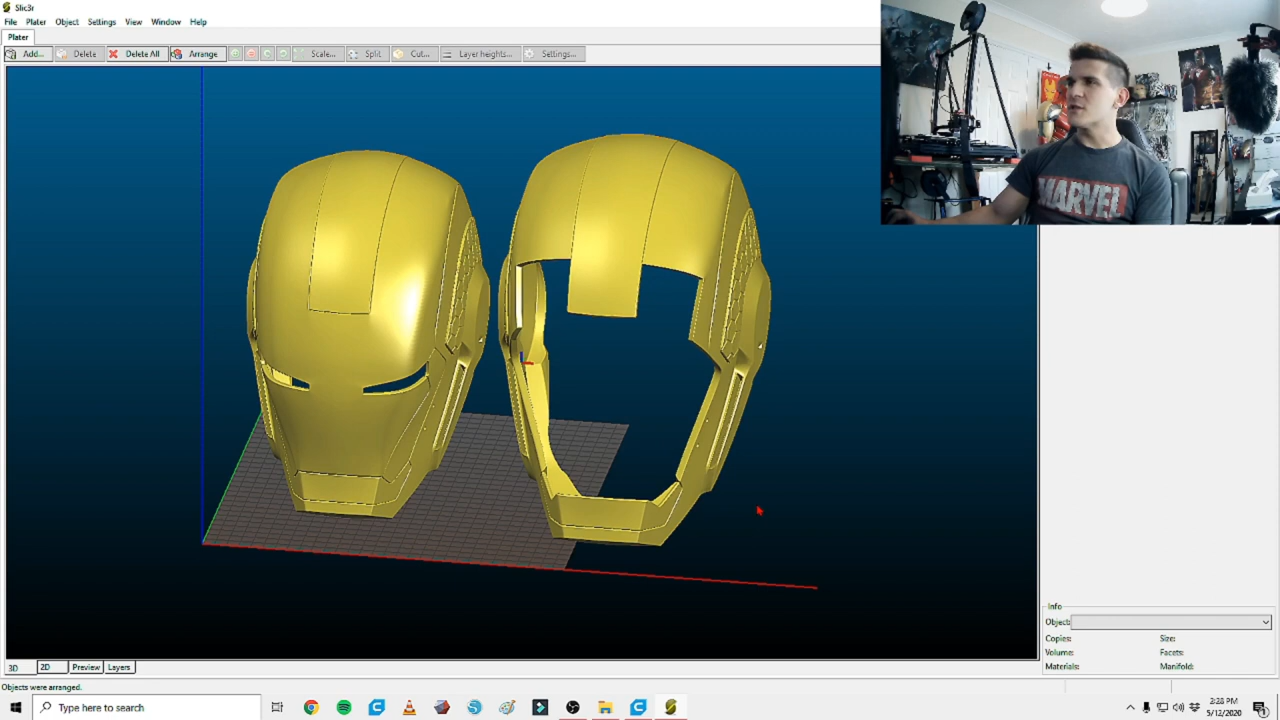 Slic3r
File Plater Object Settings View Window Help
Plater
Add... Delete Delete All Arrange Scale... Split Cut... Layer heights... Settings...
MARVEL
Info
Object:
Copies: Size:
Volume: Facets:
Materials: Manifold:
3D 2D Preview Layers
Objects were arranged.
Type here to search
2:28 PM
5/12/2020